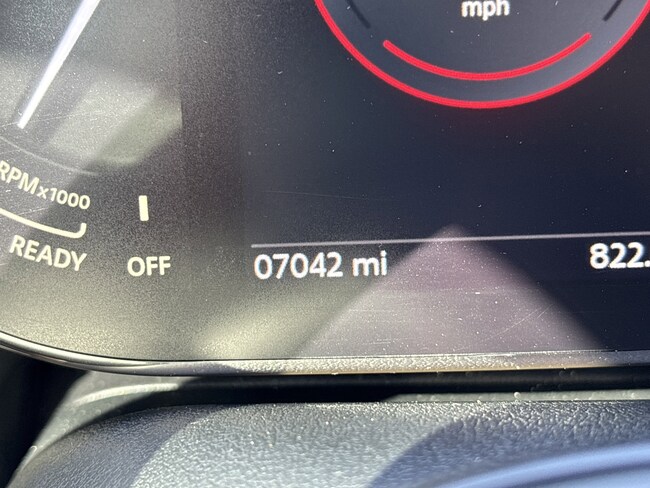 mph
RPMx1000
READY
OFF
07042 mi
822.